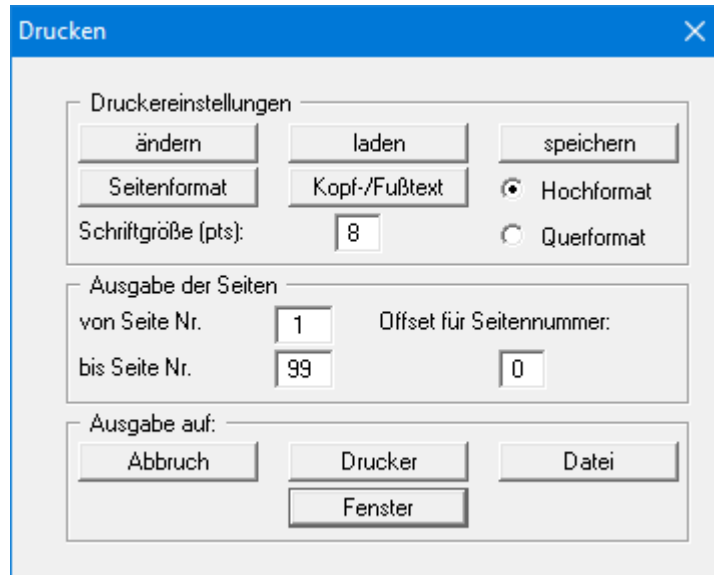 Drucken
Druckereinstellungen
ändern laden speichern
Seitenformat Kopf-/Fußtext Hochformat
Schriftgröße (pts): 8 Querformat
Ausgabe der Seiten
von Seite Nr. 1 Offset für Seitennummer:
bis Seite Nr. 99 0
Ausgabe auf:
Abbruch Drucker Datei
Fenster